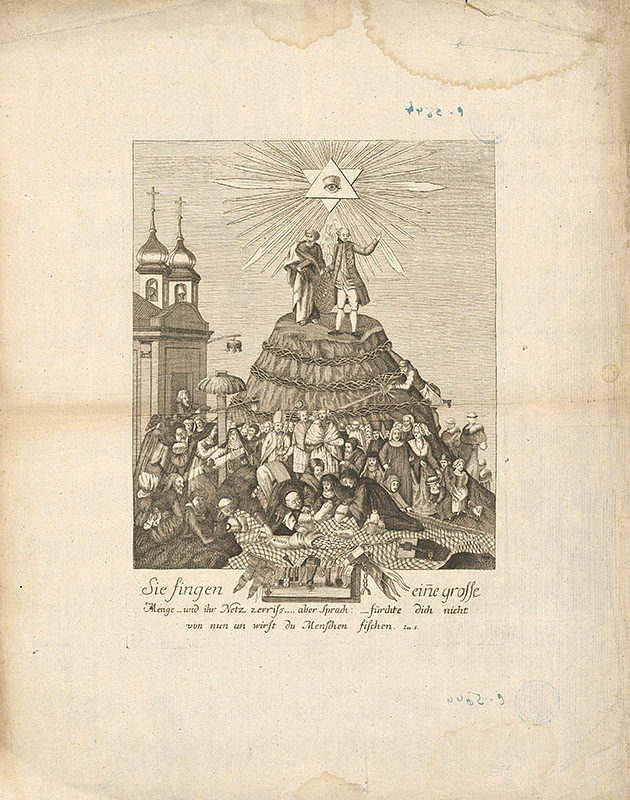 Sie fingen eine grosse
Menge _ und ihr Netz zerriss.... aber Sprach: _ fürchte dich nicht
von nun an wirst du Menschen fischen. Luc. 5.